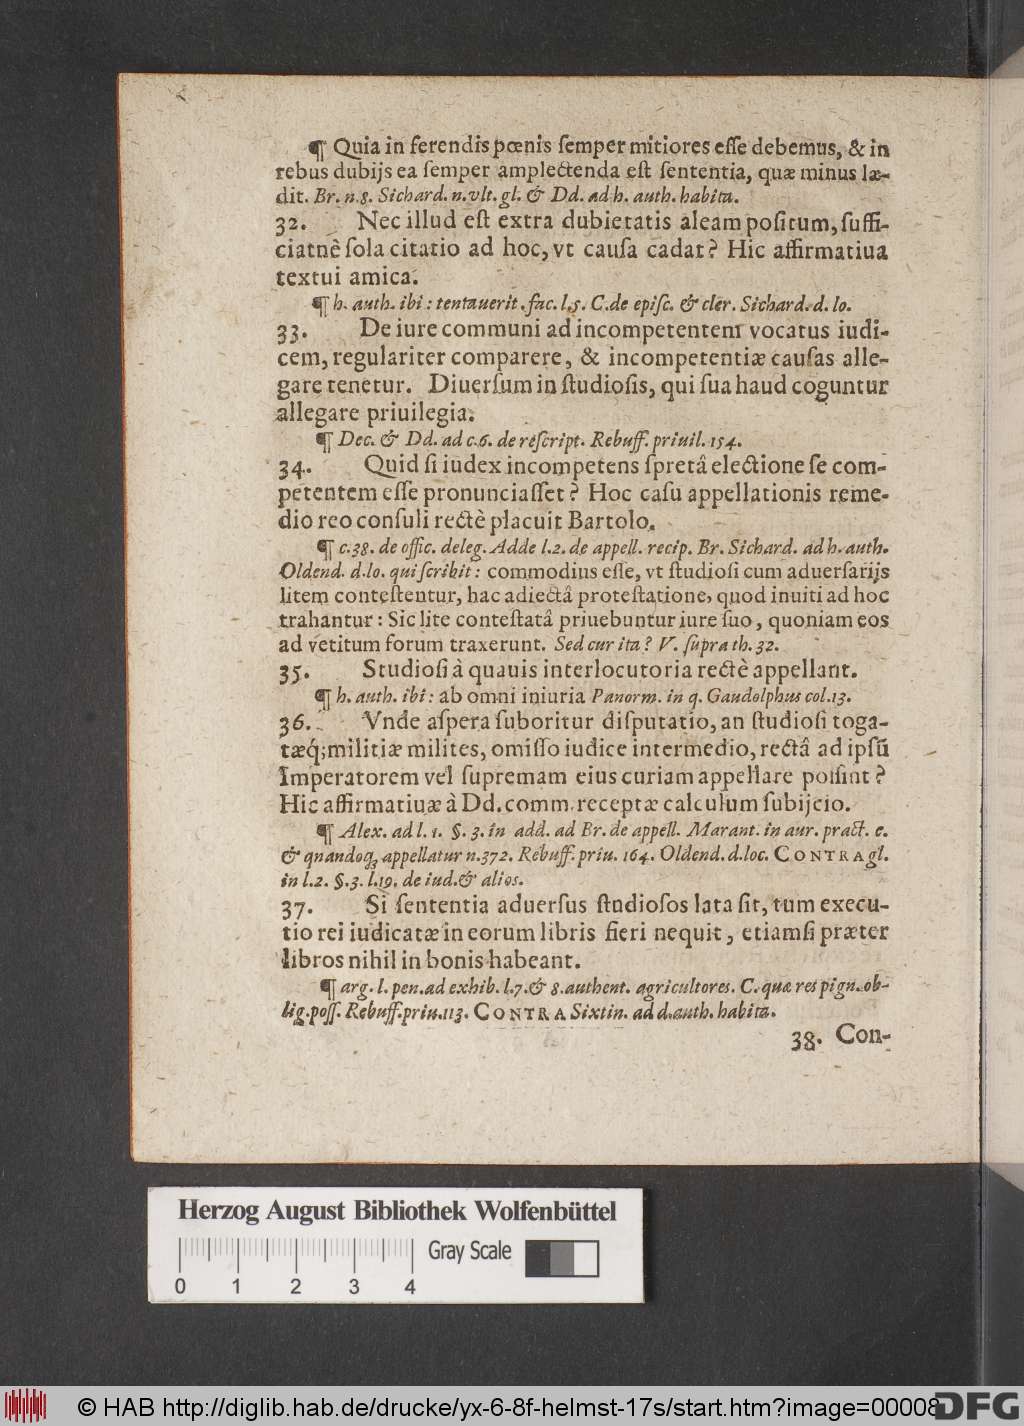 ¶ Quia in ferendis pœnis ſemper mitiores eſſe debemus, & in
rebus dubijs ea ſemper amplectenda eſt ſententia, quæ minus læ-
dit. Br. n.8. Sichard. n.vlt. gl. & Dd. ad h. auth. habita.
32. Nec illud eſt extra dubietatis aleam poſitum, ſuffi-
ciatnè ſola citatio ad hoc, vt cauſa cadat? Hic affirmatiua
textui amica.
¶ h. auth. ibi: tentauerit. fac. l.5. C. de epiſc. & cler. Sichard. d. lo.
33. De iure communi ad incompetentem vocatus iudi-
cem, regulariter comparere, & incompetentiæ cauſas alle-
gare tenetur. Diuerſum in ſtudioſis, qui ſua haud coguntur
allegare priuilegia.
¶ Dec. & Dd. ad c.6. de reſcript. Rebuff. priuil. 154.
34. Quid ſi iudex incompetens ſpretâ electione ſe com-
petentem eſſe pronunciaſſet? Hoc caſu appellationis reme-
dio reo conſuli rectè placuit Bartolo.
¶ c.38. de offic. deleg. Adde l.2. de appell. recip. Br. Sichard. ad h. auth.
Oldend. d.lo. qui ſcribit: commodius eſſe, vt ſtudioſi cum aduerſarijs
litem conteſtentur, hac adiectâ proteſtatione, quod inuiti ad hoc
trahantur: Sic lite conteſtatâ priuebuntur iure ſuo, quoniam eos
ad vetitum forum traxerunt. Sed cur ita? V. ſupra th. 32.
35. Studioſi à quauis interlocutoria rectè appellant.
¶ h. auth. ibi: ab omni iniuria Panorm. in q. Gaudolphus col.13.
36. Vnde aſpera ſuboritur diſputatio, an ſtudioſi toga-
tæq́; militiæ milites, omiſſo iudice intermedio, rectâ ad ipſū
Imperatorem vel ſupremam eius curiam appellare poſsint?
Hic affirmatiuæ à Dd. comm. receptæ calculum ſubijcio.
¶ Alex. ad l. 1. §. 3. in add. ad Br. de appell. Marant. in aur. pract. e.
& quandoq; appellatur n.372. Rebuff. priu. 164. Oldend. d. loc. CONTRA gl.
in l.2. §.3. l.19. de iud. & alios.
37. Si ſententia aduerſus ſtudioſos lata ſit, tum execu-
tio rei iudicatæ in eorum libris fieri nequit, etiamſi præter
libros nihil in bonis habeant.
¶ arg. l. pen. ad exhib. l.7. & 8. authent. agricultores. C. quæ res pign. ob-
lig. poſſ. Rebuff. priu. 113. CONTRA Sixtin. ad d. auth. habita.
38. Con-
Herzog August Bibliothek Wolfenbüttel
Gray Scale
0 1 2 3 4
© HAB http://diglib.hab.de/drucke/yx-6-8f-helmst-17s/start.htm?image=00008
DFG